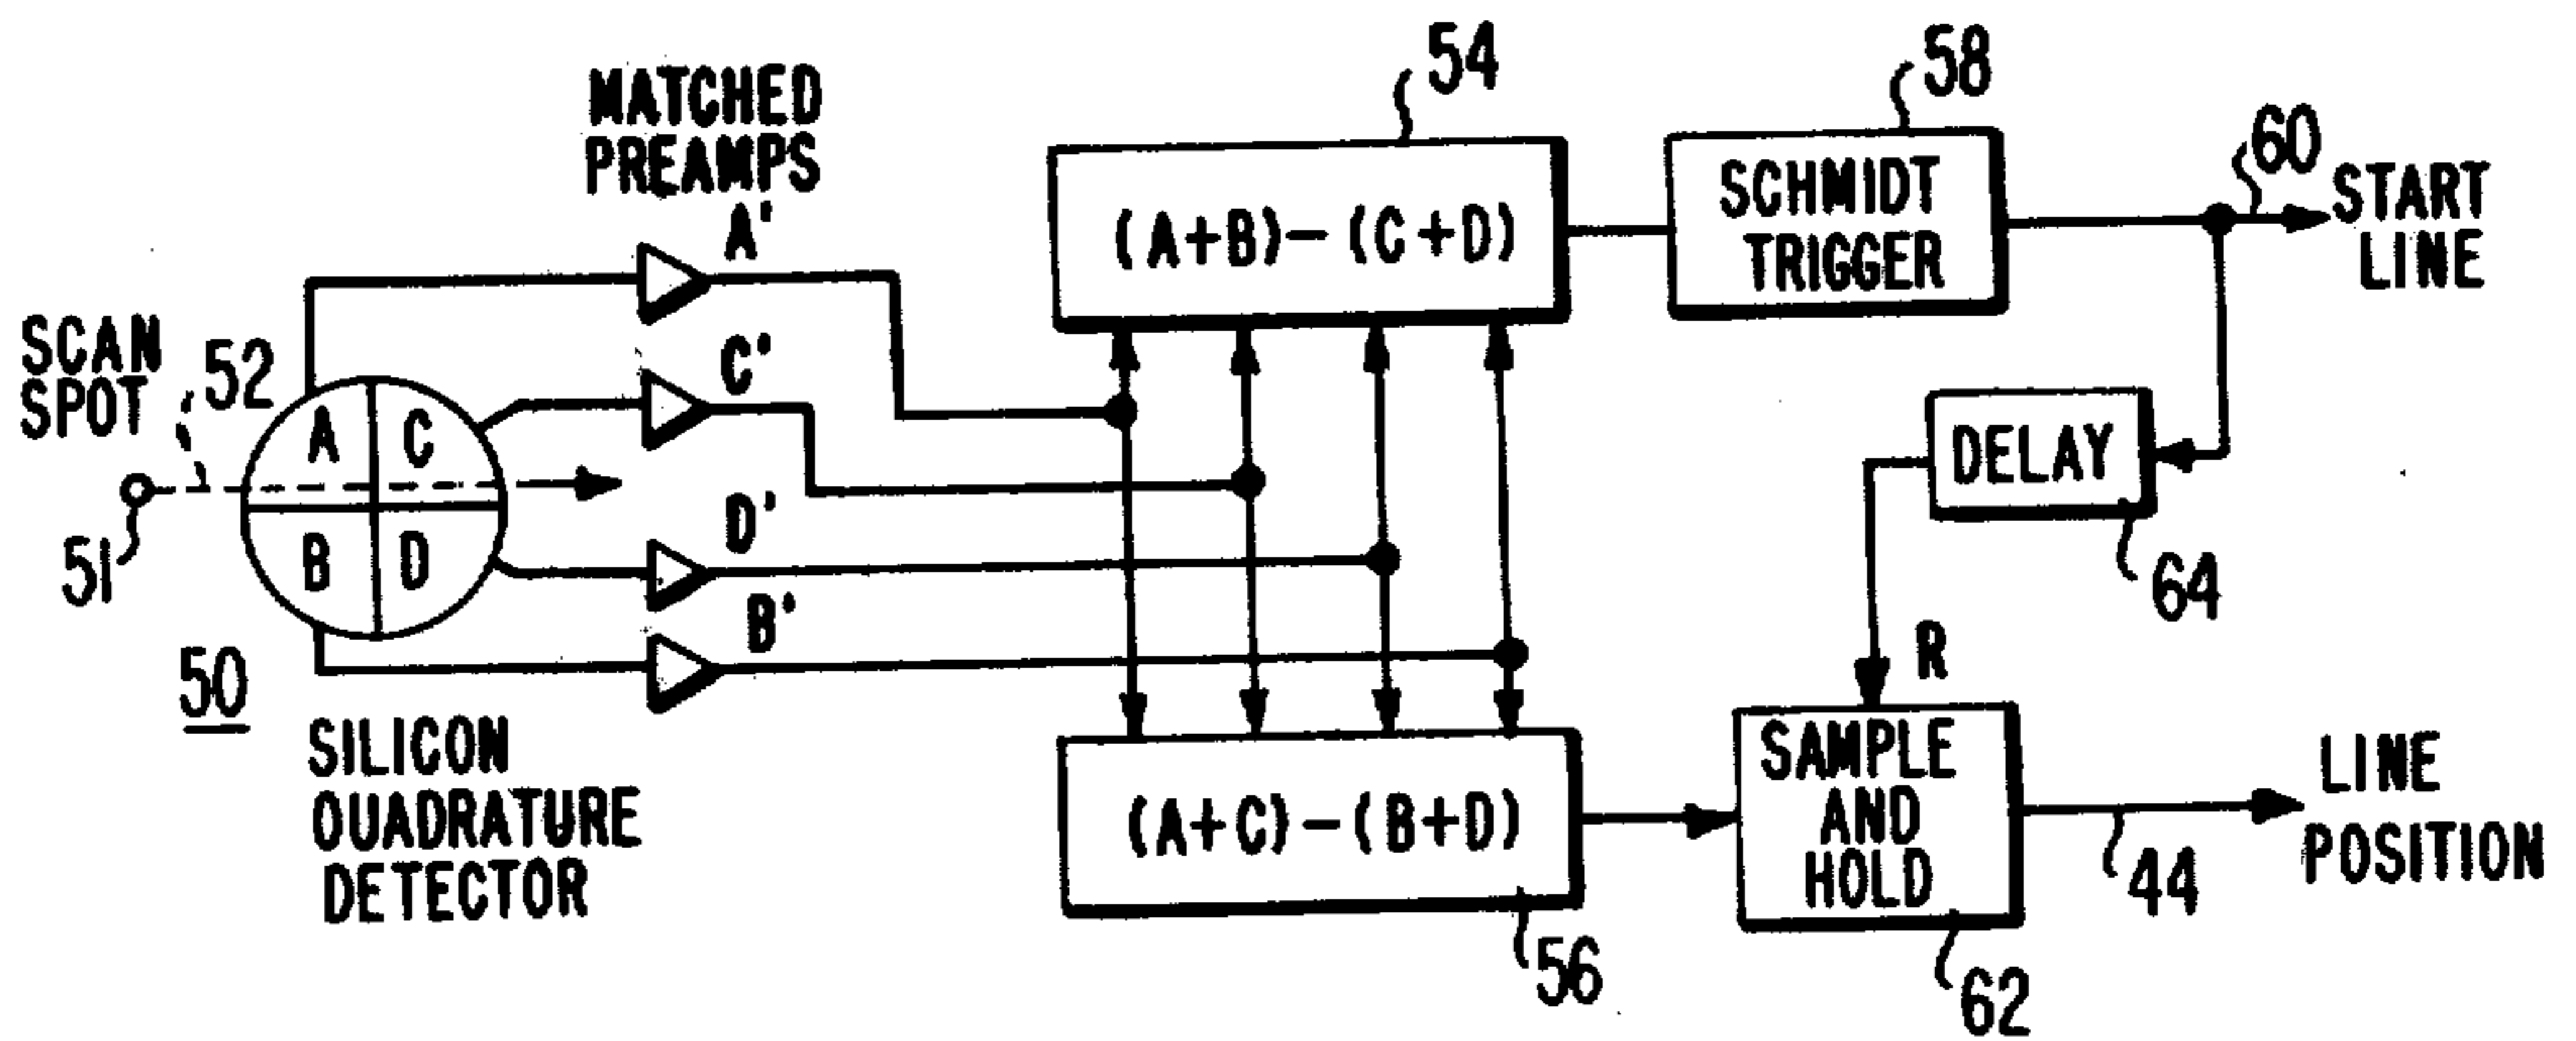 MATCHED
PREAMPS
A'
C'
D'
B'
SCAN
SPOT
52
51
A C
B D
50
SILICON
QUADRATURE
DETECTOR
54
(A+B)-(C+D)
58
SCHMIDT
TRIGGER
60
START
LINE
DELAY
64
R
(A+C)-(B+D)
56
SAMPLE
AND
HOLD
62
44
LINE
POSITION